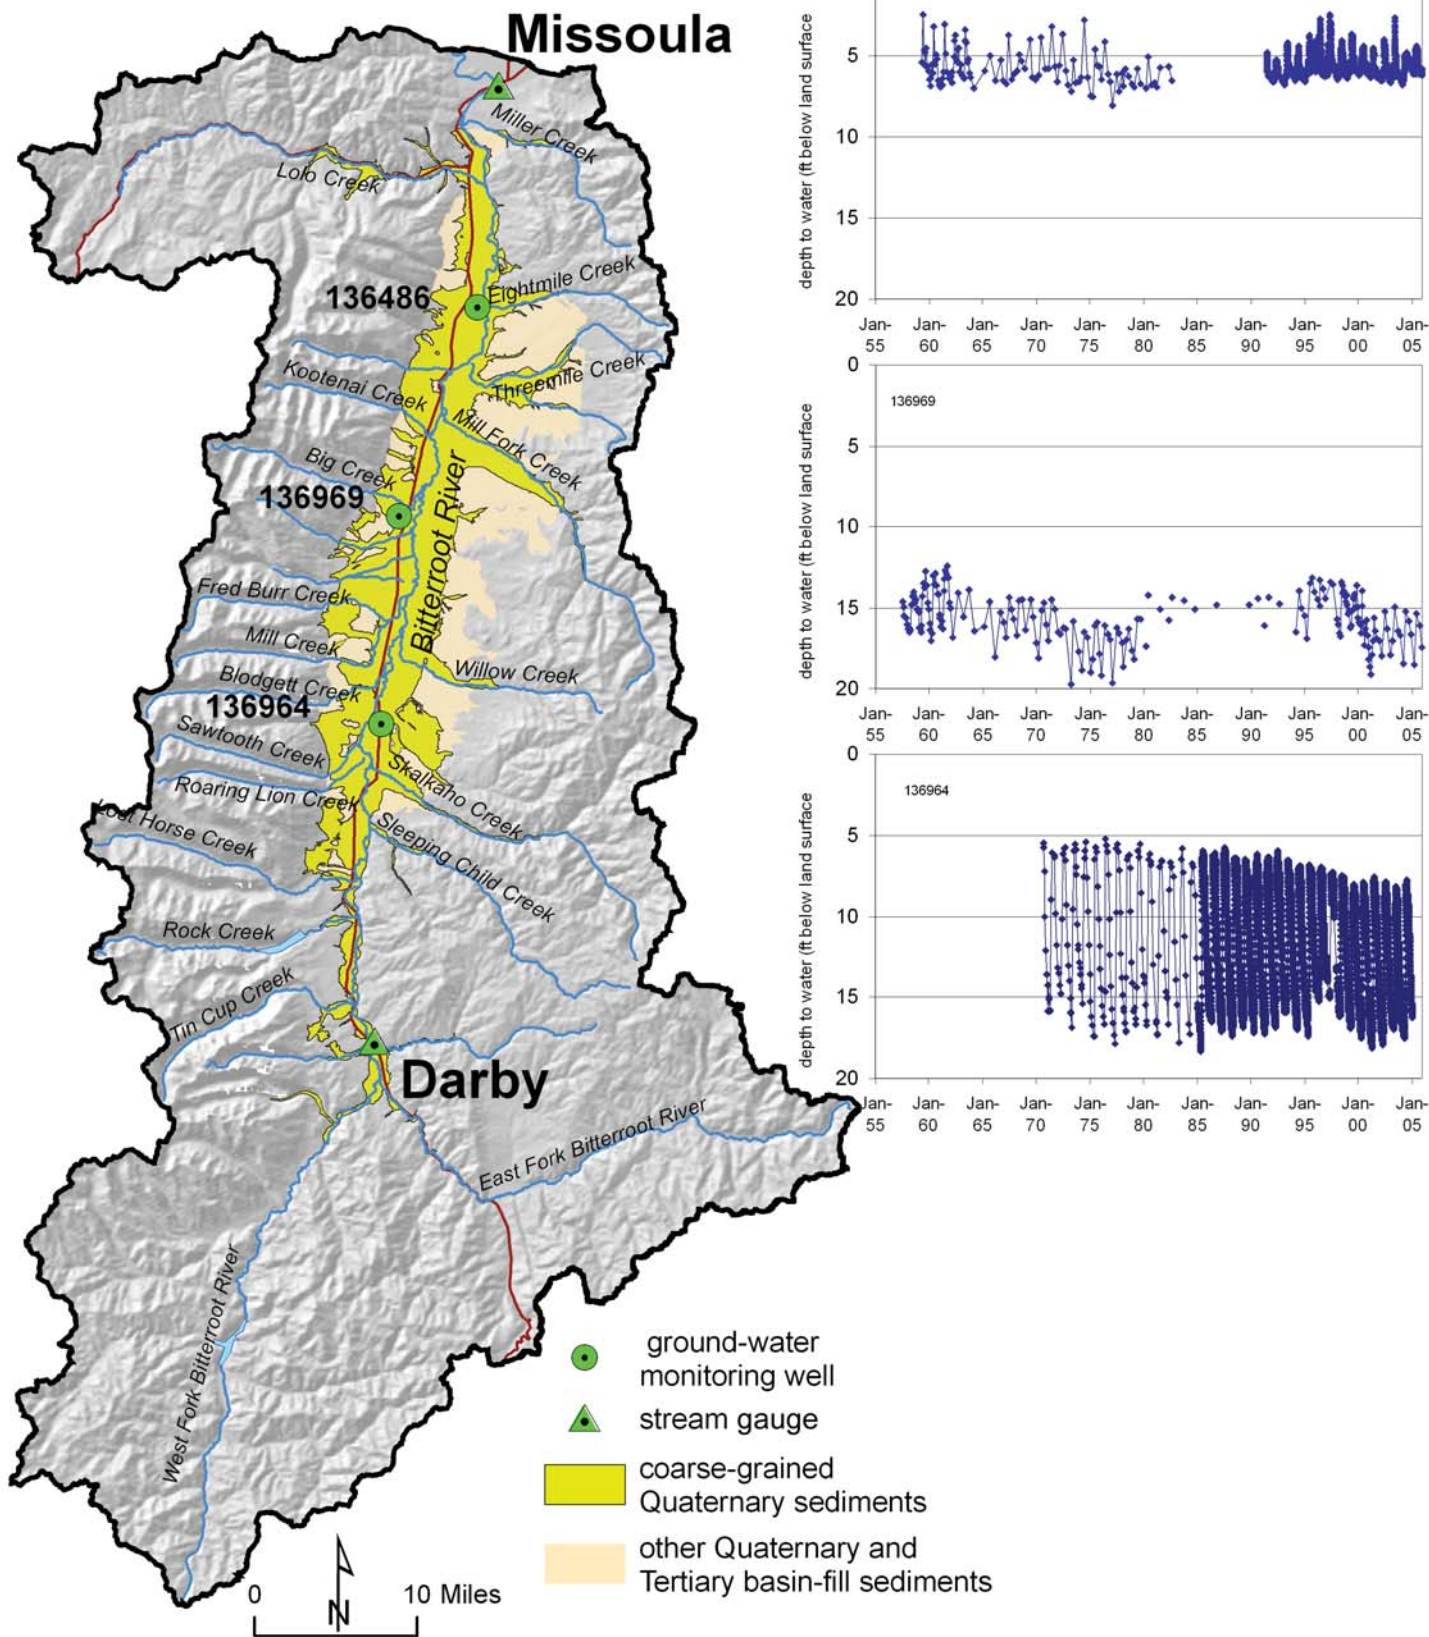 Missoula
Miller Creek
Lolo Creek
Eightmile Creek
136486
Threemile Creek
Kootenai Creek
Mill Fork Creek
Big Creek
136969
Bitterroot River
Fred Burr Creek
Mill Creek
Willow Creek
Blodgett Creek
136964
Sawtooth Creek
Skalkaho Creek
Roaring Lion Creek
Sleeping Child Creek
Lost Horse Creek
Rock Creek
Tin Cup Creek
Darby
East Fork Bitterroot River
West Fork Bitterroot River
ground-water
monitoring well
stream gauge
coarse-grained
Quaternary sediments
other Quaternary and
Tertiary basin-fill sediments
0 10 Miles
N
depth to water (ft below land surface
5
10
15
20
Jan- Jan- Jan- Jan- Jan- Jan- Jan- Jan- Jan- Jan- Jan-
55 60 65 70 75 80 85 90 95 00 05
depth to water (ft below land surface
0
136969
5
10
15
20
Jan- Jan- Jan- Jan- Jan- Jan- Jan- Jan- Jan- Jan- Jan-
55 60 65 70 75 80 85 90 95 00 05
depth to water (ft below land surface
0
136964
5
10
15
20
Jan- Jan- Jan- Jan- Jan- Jan- Jan- Jan- Jan- Jan- Jan-
55 60 65 70 75 80 85 90 95 00 05